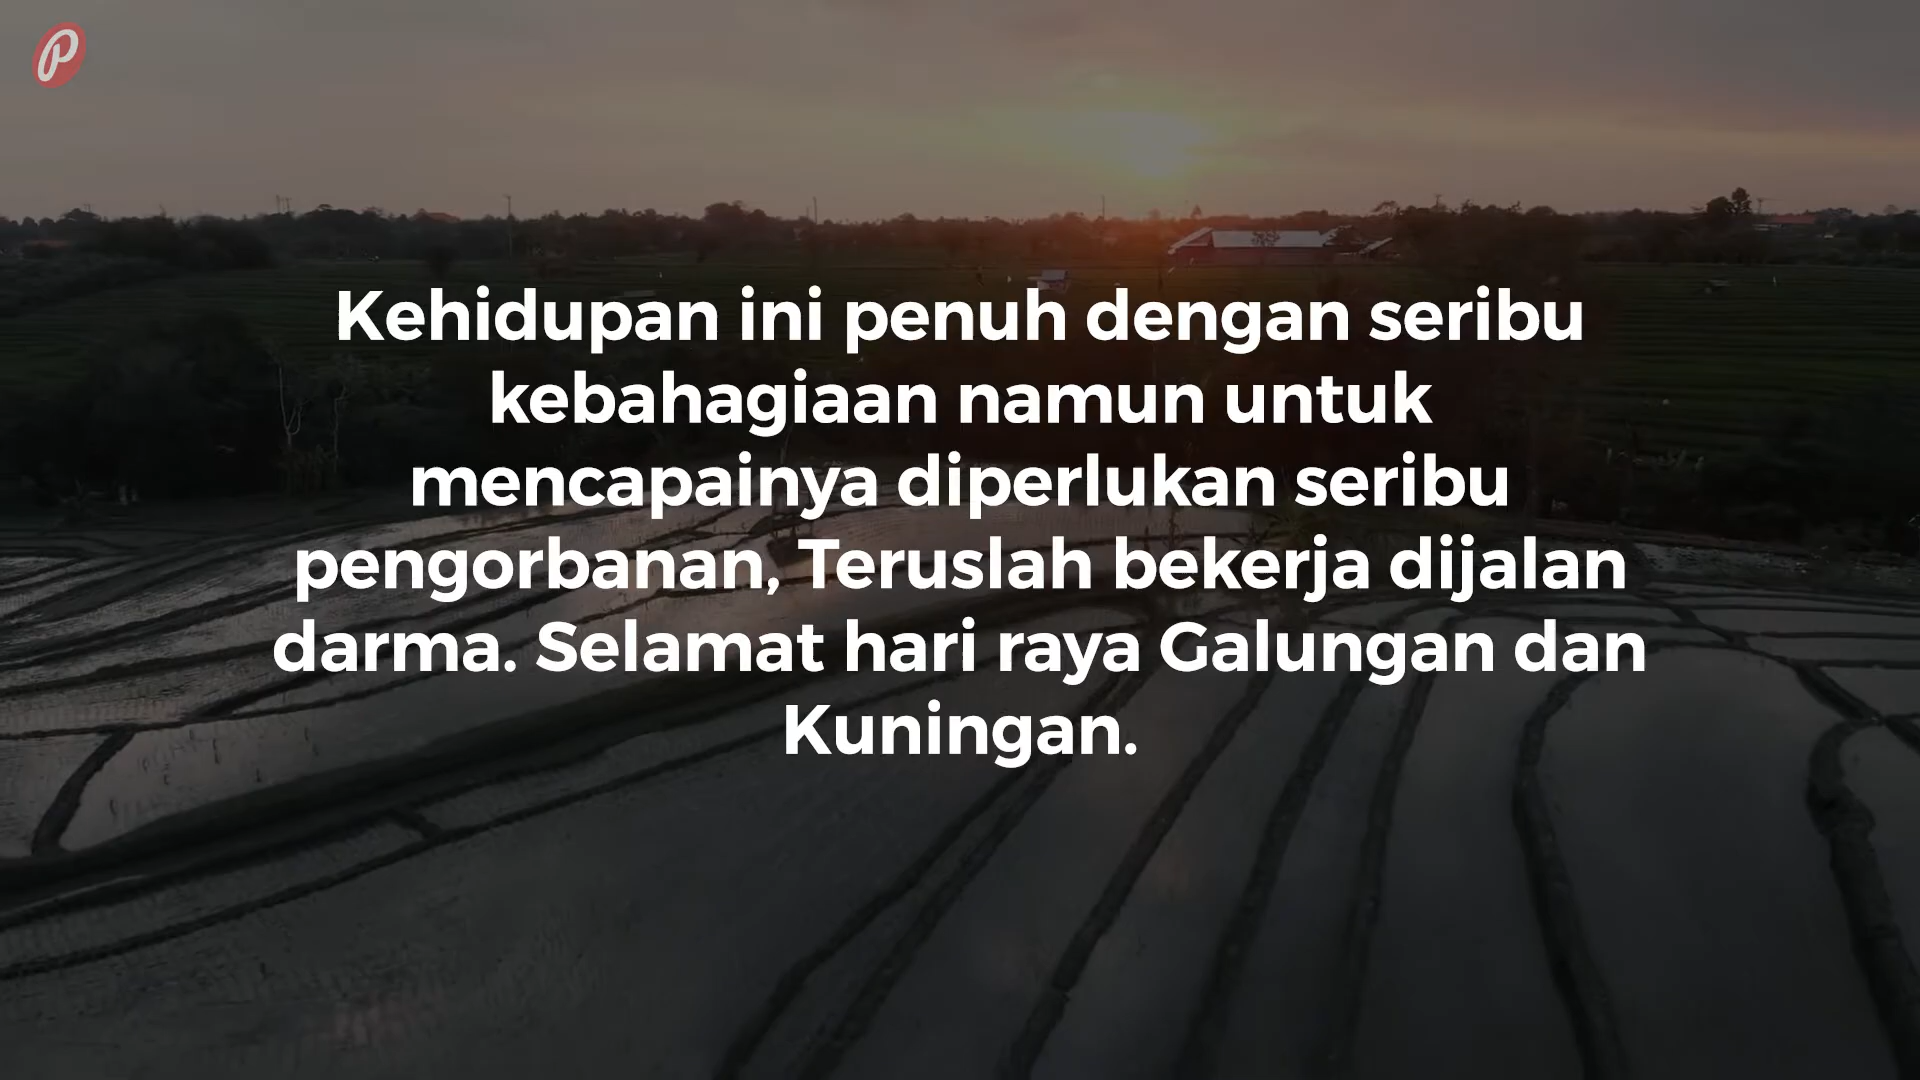 Kehidupan ini penuh dengan seribu
kebahagiaan namun untuk
mencapainya diperlukan seribu
pengorbanan, Teruslah bekerja dijalan
darma. Selamat hari raya Galungan dan
Kuningan.